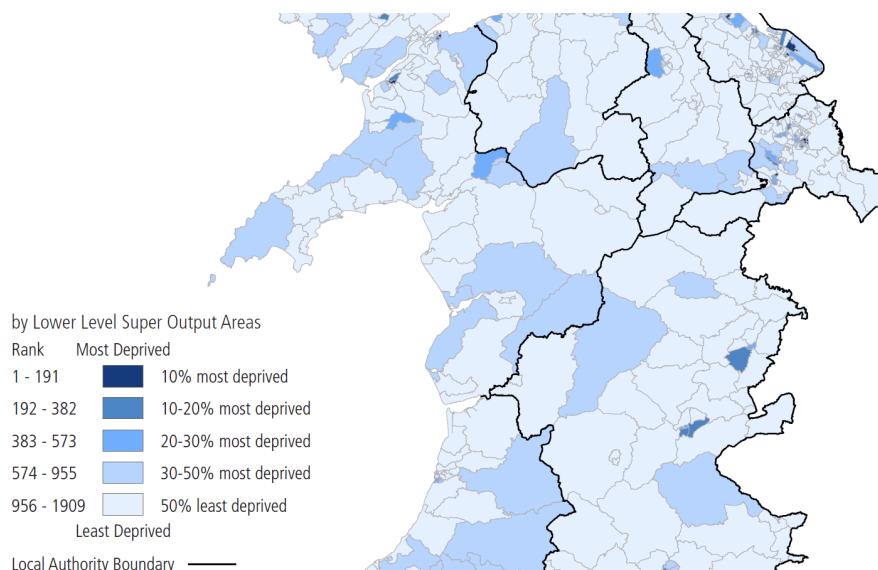 by Lower Level Super Output Areas
Rank Most Deprived
1 - 191 10% most deprived
192 - 382 10-20% most deprived
383 - 573 20-30% most deprived
574 - 955 30-50% most deprived
956 - 1909 50% least deprived
Least Deprived
Local Authority Boundary